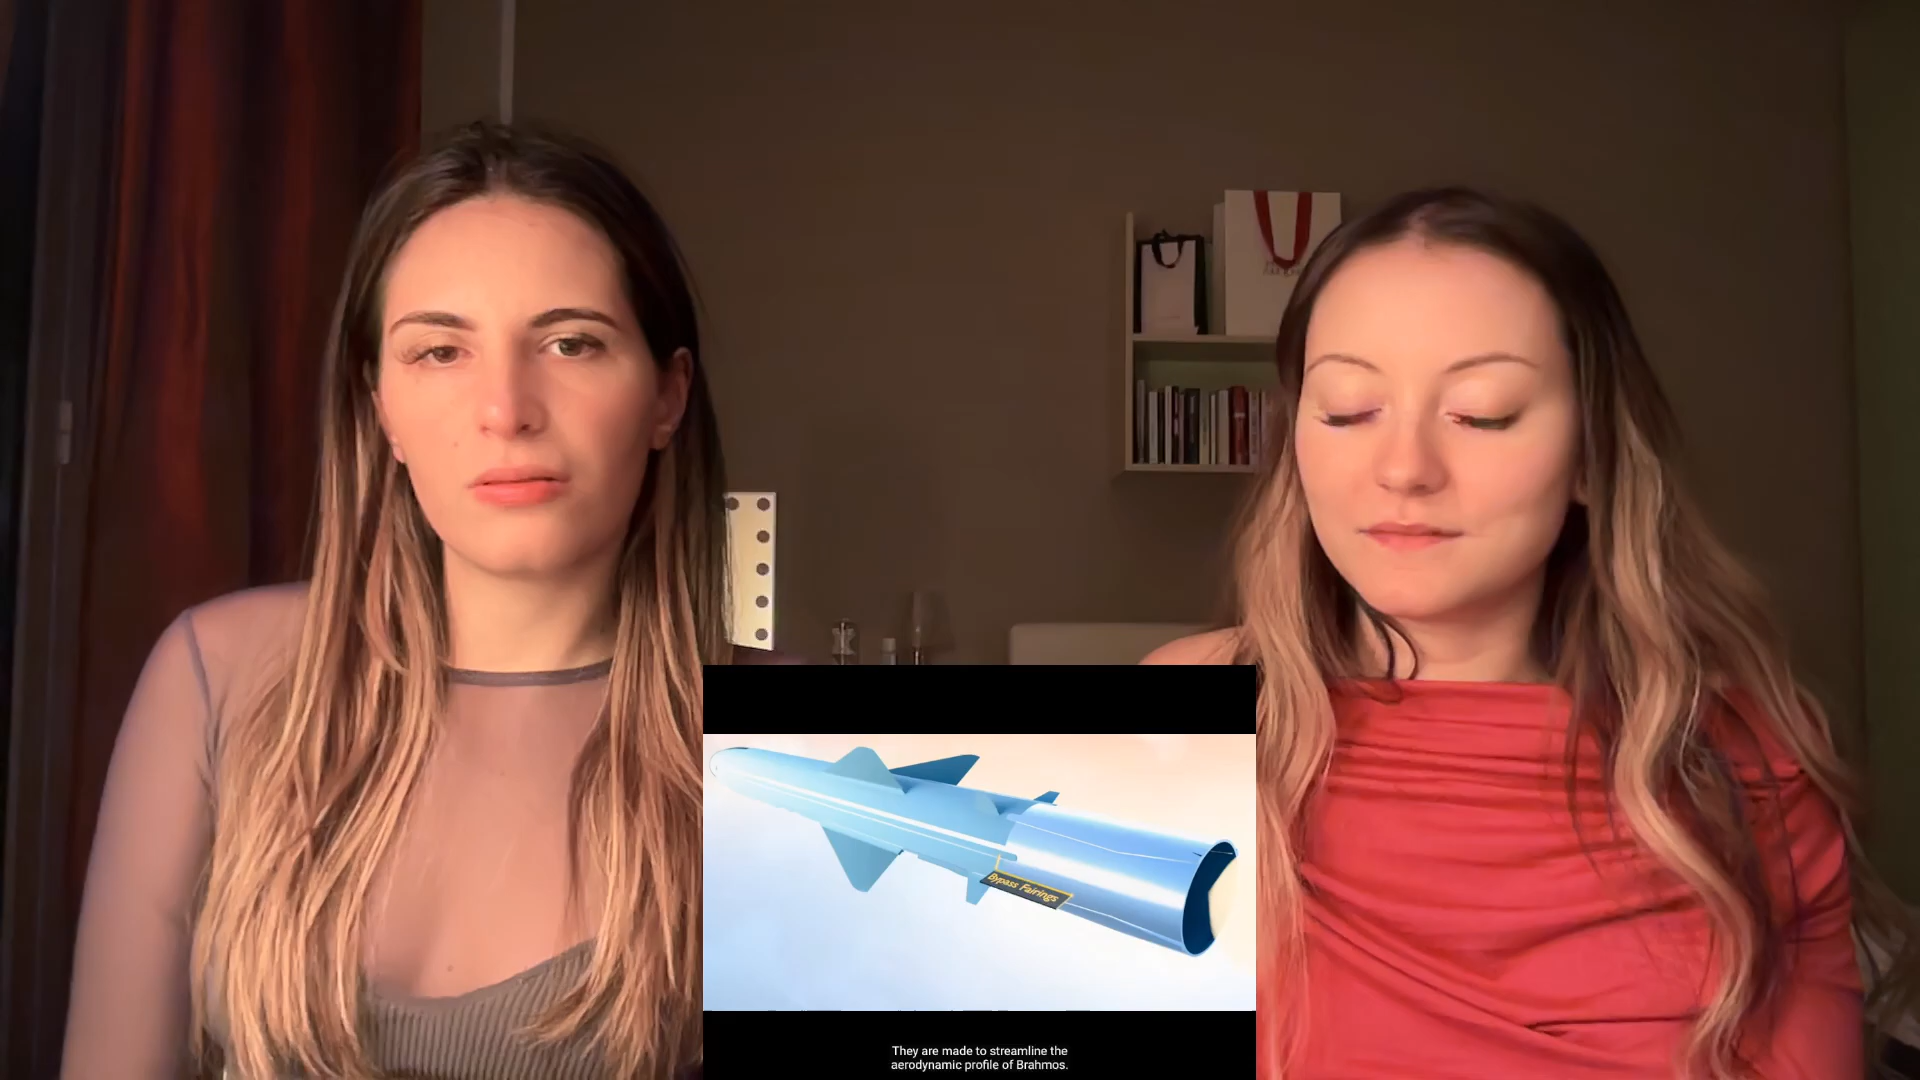 Bypass Fairings
They are made to streamline the
aerodynamic profile of Brahmos.